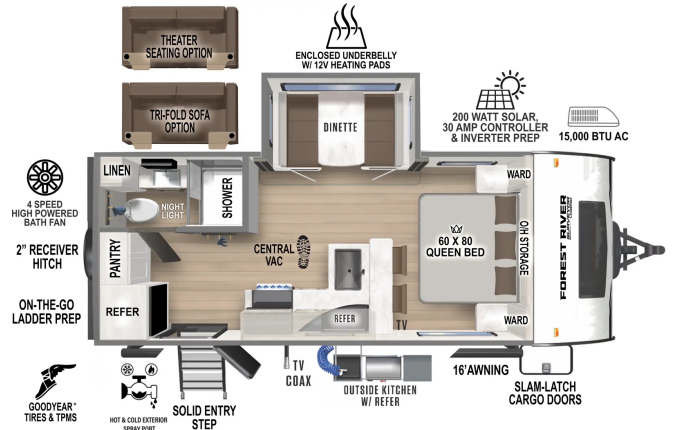 THEATER
SEATING OPTION
ENCLOSED UNDERBELLY
W/ 12V HEATING PADS
TRI-FOLD SOFA
OPTION
DINETTE
200 WATT SOLAR,
30 AMP CONTROLLER
& INVERTER PREP
15,000 BTU AC
LINEN
4 SPEED
HIGH POWERED
BATH FAN
NIGHT
LIGHT
SHOWER
WARD
2" RECEIVER
HITCH
PANTRY
CENTRAL
VAC
60 X 80
QUEEN BED
OH STORAGE
FOREST RIVER
ON-THE-GO
LADDER PREP
REFER
REFER
TV
WARD
TV
COAX
16'AWNING
GOODYEAR®
TIRES & TPMS
HOT & COLD EXTERIOR
SPRAY PORT
SOLID ENTRY
STEP
OUTSIDE KITCHEN
W/ REFER
SLAM-LATCH
CARGO DOORS